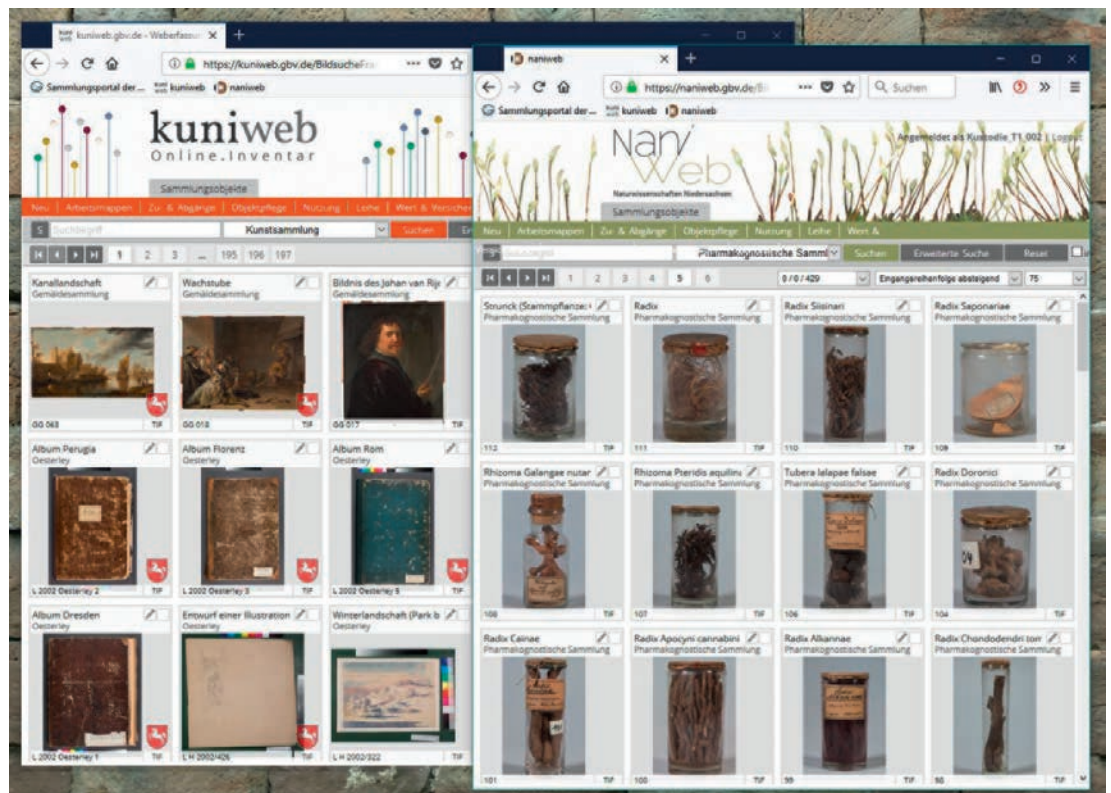 kuniweb.gbv.de - Weberfassun
https://kuniweb.gbv.de/BildsucheFra
Sammlungsportal der ... kuniweb naniweb
kuniweb
Online.Inventar
Sammlungsobjekte
Neu | Arbeitsmappen | Zu- & Abgänge | Objektpflege | Nutzung | Leihe | Wert & Versicher
S Suchbegriff Kunstsammlung Suchen
1 2 3 ... 195 196 197
Kanallandschaft
Gemäldesammlung
GG 063 TIF
Wachstube
Gemäldesammlung
GG 018 TIF
Bildnis des Johan van Rij
Gemäldesammlung
GG 017 TIF
Album Perugia
Oesterley
L 2002 Oesterley 2 TIF
Album Florenz
Oesterley
L 2002 Oesterley 3 TIF
Album Rom
Oesterley
L 2002 Oesterley 5 TIF
Album Dresden
Oesterley
L 2002 Oesterley 1 TIF
Entwurf einer Illustration
Oesterley
L H 2002/426 TIF
Winterlandschaft (Park b
Oesterley
L H 2002/322 TIF
naniweb
https://naniweb.gbv.de/Bi
Suchen
Sammlungsportal der ... kuniweb naniweb
Angemeldet als Kustodie_T1_002 | Logout
Nani
Web
Naturwissenschaften Niedersachsen
Sammlungsobjekte
Neu | Arbeitsmappen | Zu- & Abgänge | Objektpflege | Nutzung | Leihe | Wert &
Pharmakognostische Samml Suchen Erweiterte Suche Reset
1 2 3 4 5 6 0 / 0 / 429 Eingangsreihenfolge absteigend 75
Strunck (Stammpflanze:
Pharmakognostische Sammlung
112 TIF
Radix
Pharmakognostische Sammlung
111 TIF
Radix Sisinari
Pharmakognostische Sammlung
110 TIF
Radix Saponariae
Pharmakognostische Sammlung
109 TIF
Rhizoma Galangae nutar
Pharmakognostische Sammlung
108 TIF
Rhizoma Pteridis aquilina
Pharmakognostische Sammlung
107 TIF
Tubera Ialapae falsae
Pharmakognostische Sammlung
106 TIF
Radix Doronici
Pharmakognostische Sammlung
104 TIF
Radix Cainae
Pharmakognostische Sammlung
101 TIF
Radix Apocyni cannabini
Pharmakognostische Sammlung
100 TIF
Radix Alkannae
Pharmakognostische Sammlung
99 TIF
Radix Chondodendri tom
Pharmakognostische Sammlung
98 TIF